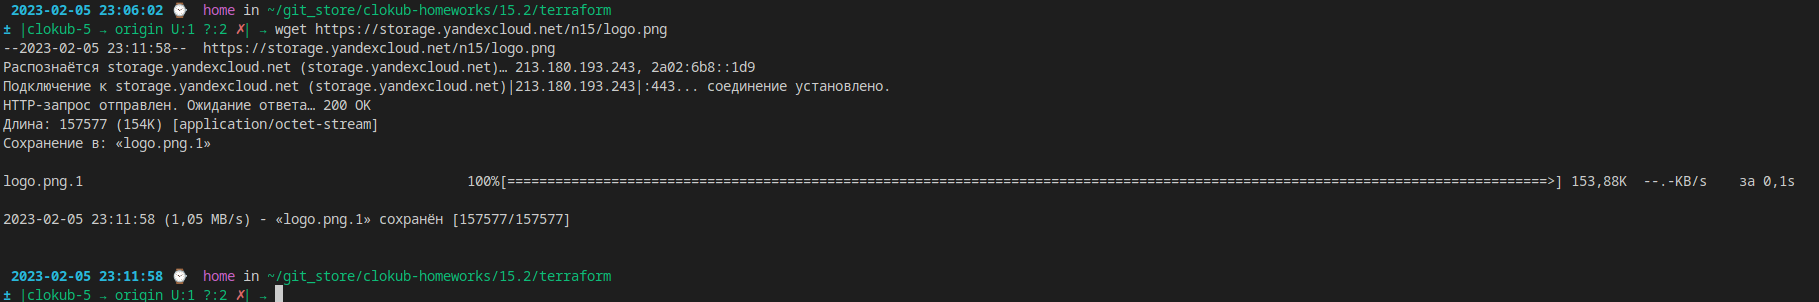 2023-02-05 23:06:02 ⌚ home in ~/git_store/clokub-homeworks/15.2/terraform
± |clokub-5 → origin U:1 ?:2 ✗| → wget https://storage.yandexcloud.net/n15/logo.png
--2023-02-05 23:11:58--  https://storage.yandexcloud.net/n15/logo.png
Распознаётся storage.yandexcloud.net (storage.yandexcloud.net)… 213.180.193.243, 2a02:6b8::1d9
Подключение к storage.yandexcloud.net (storage.yandexcloud.net)|213.180.193.243|:443... соединение установлено.
HTTP-запрос отправлен. Ожидание ответа… 200 OK
Длина: 157577 (154K) [application/octet-stream]
Сохранение в: «logo.png.1»
logo.png.1 100%[=================================================================================================================================>] 153,88K --.-KB/s за 0,1s
2023-02-05 23:11:58 (1,05 MB/s) - «logo.png.1» сохранён [157577/157577]
2023-02-05 23:11:58 ⌚ home in ~/git_store/clokub-homeworks/15.2/terraform
± |clokub-5 → origin U:1 ?:2 ✗| →